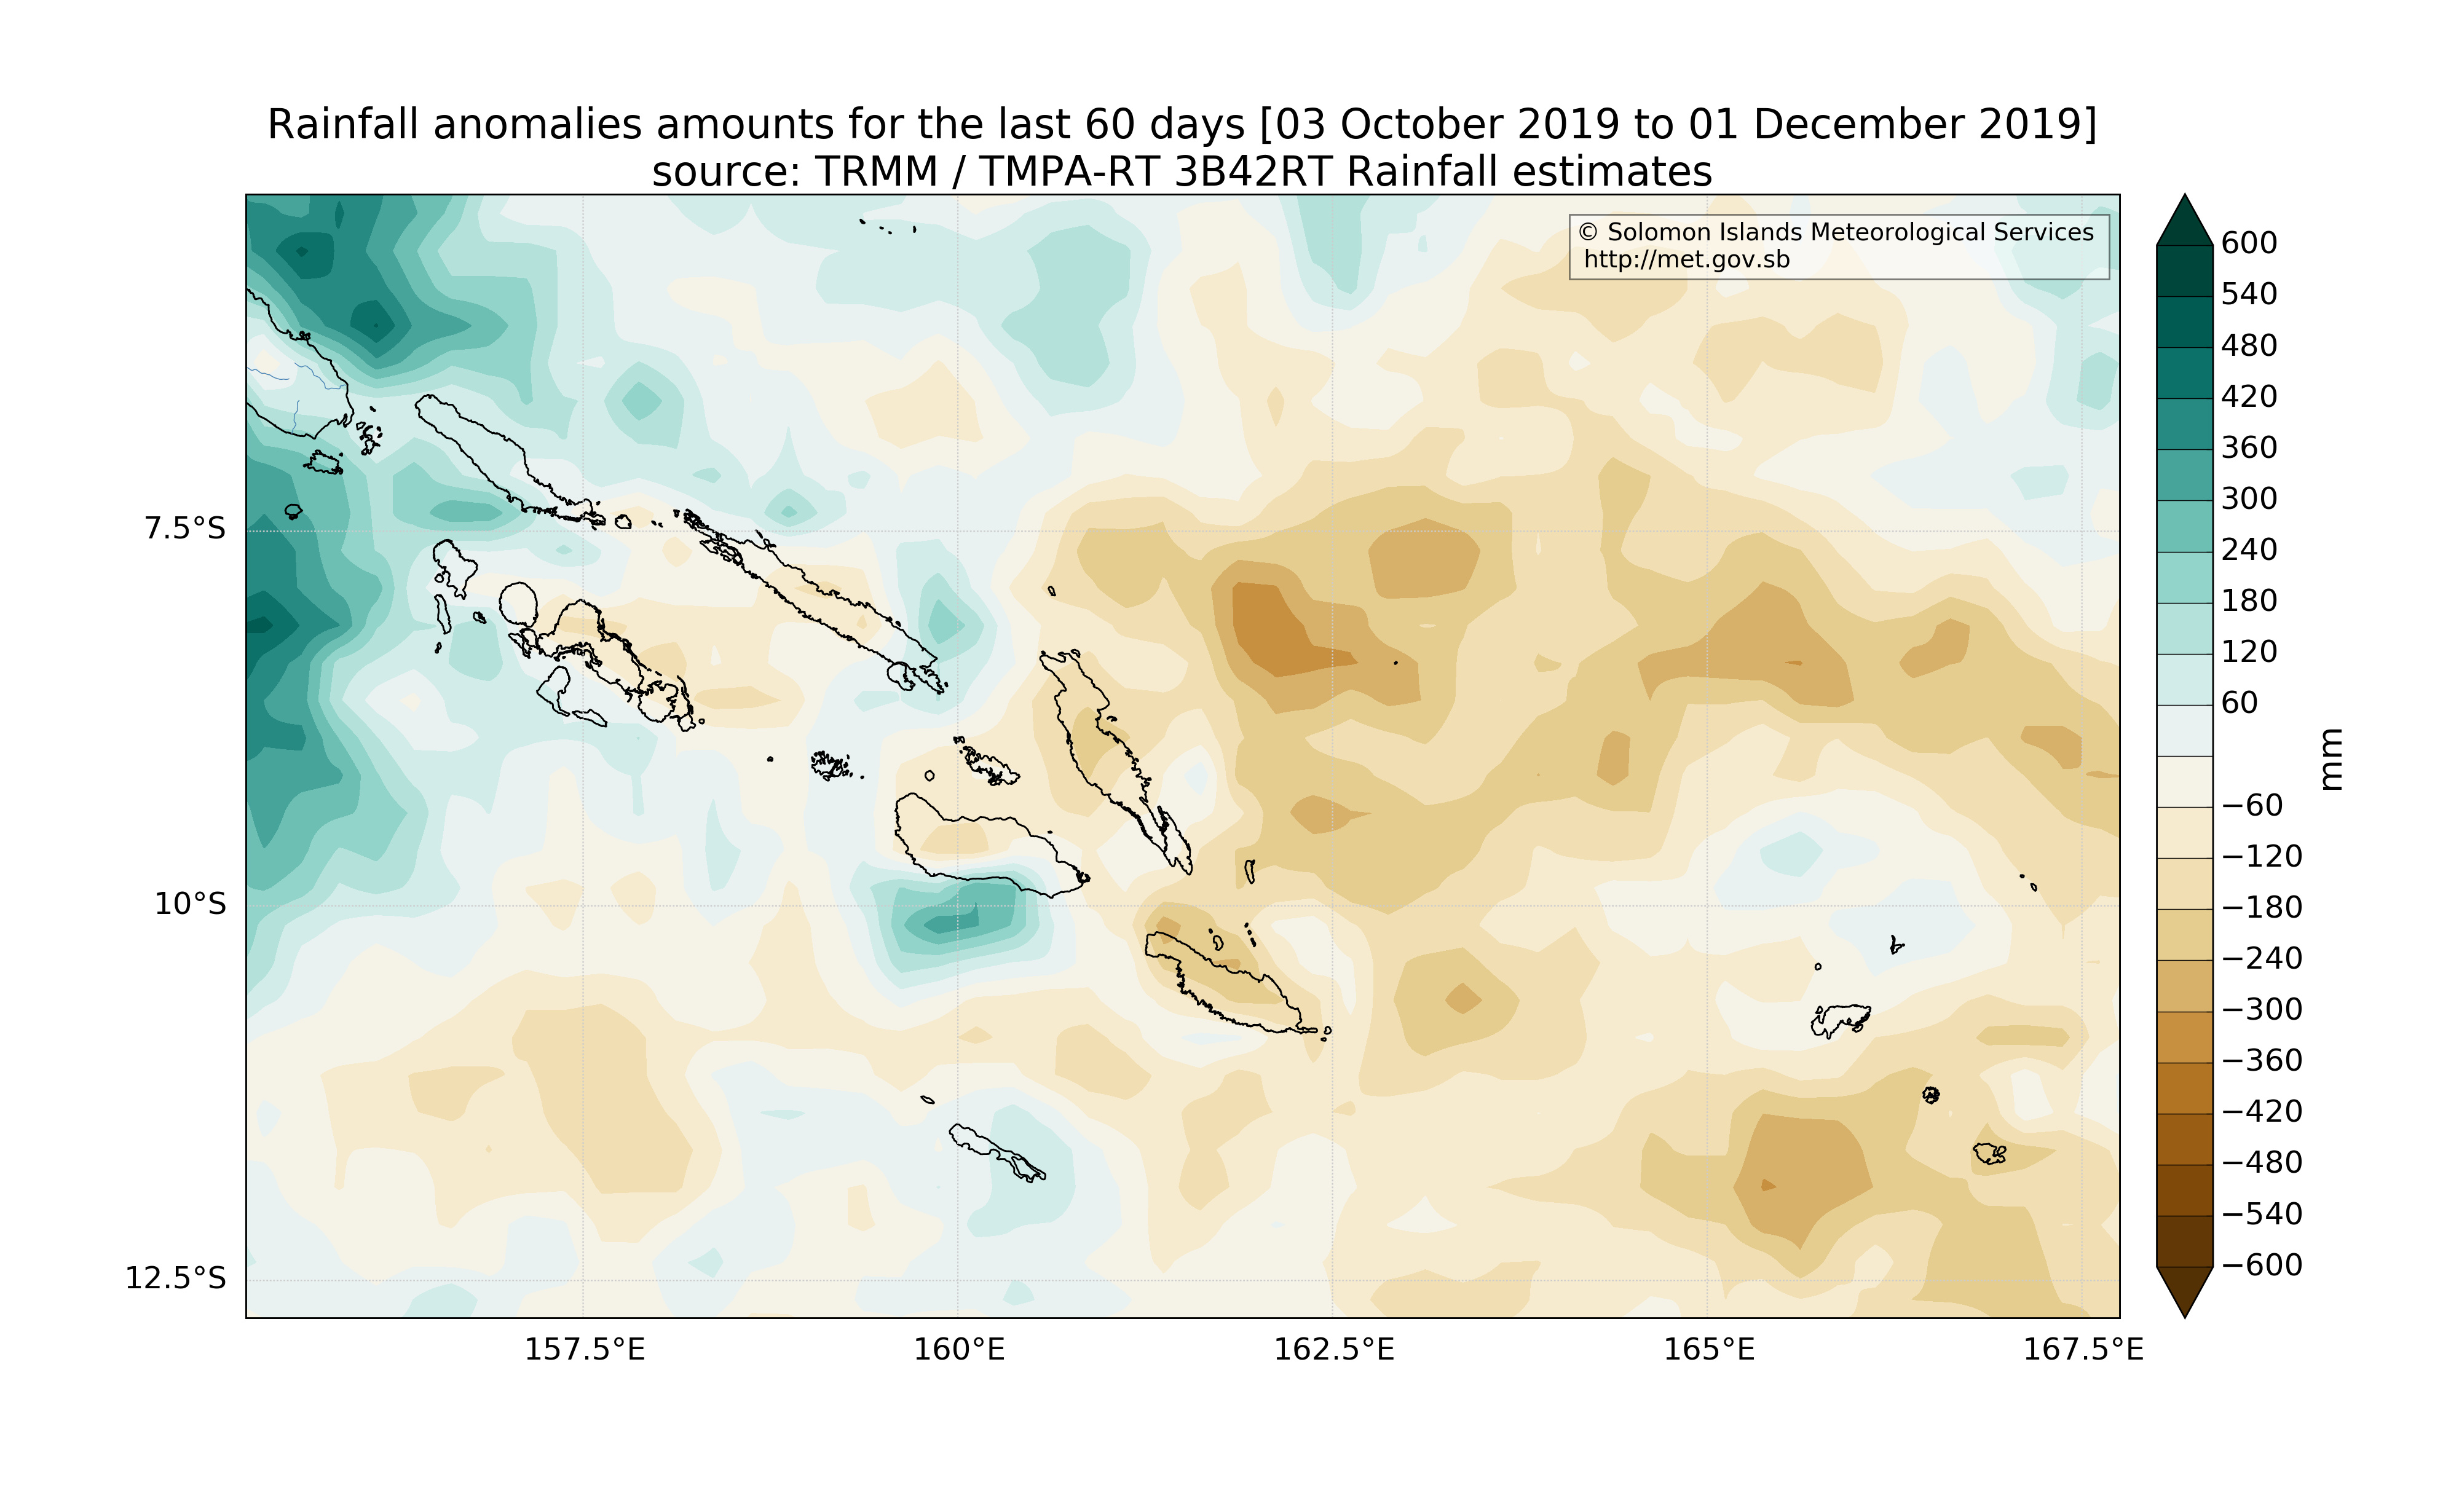 Rainfall anomalies amounts for the last 60 days [03 October 2019 to 01 December 2019]
source: TRMM / TMPA-RT 3B42RT Rainfall estimates
© Solomon Islands Meteorological Services
http://met.gov.sb
7.5°S
10°S
12.5°S
157.5°E
160°E
162.5°E
165°E
167.5°E
600
540
480
420
360
300
240
180
120
60
−60
−120
−180
−240
−300
−360
−420
−480
−540
−600
mm